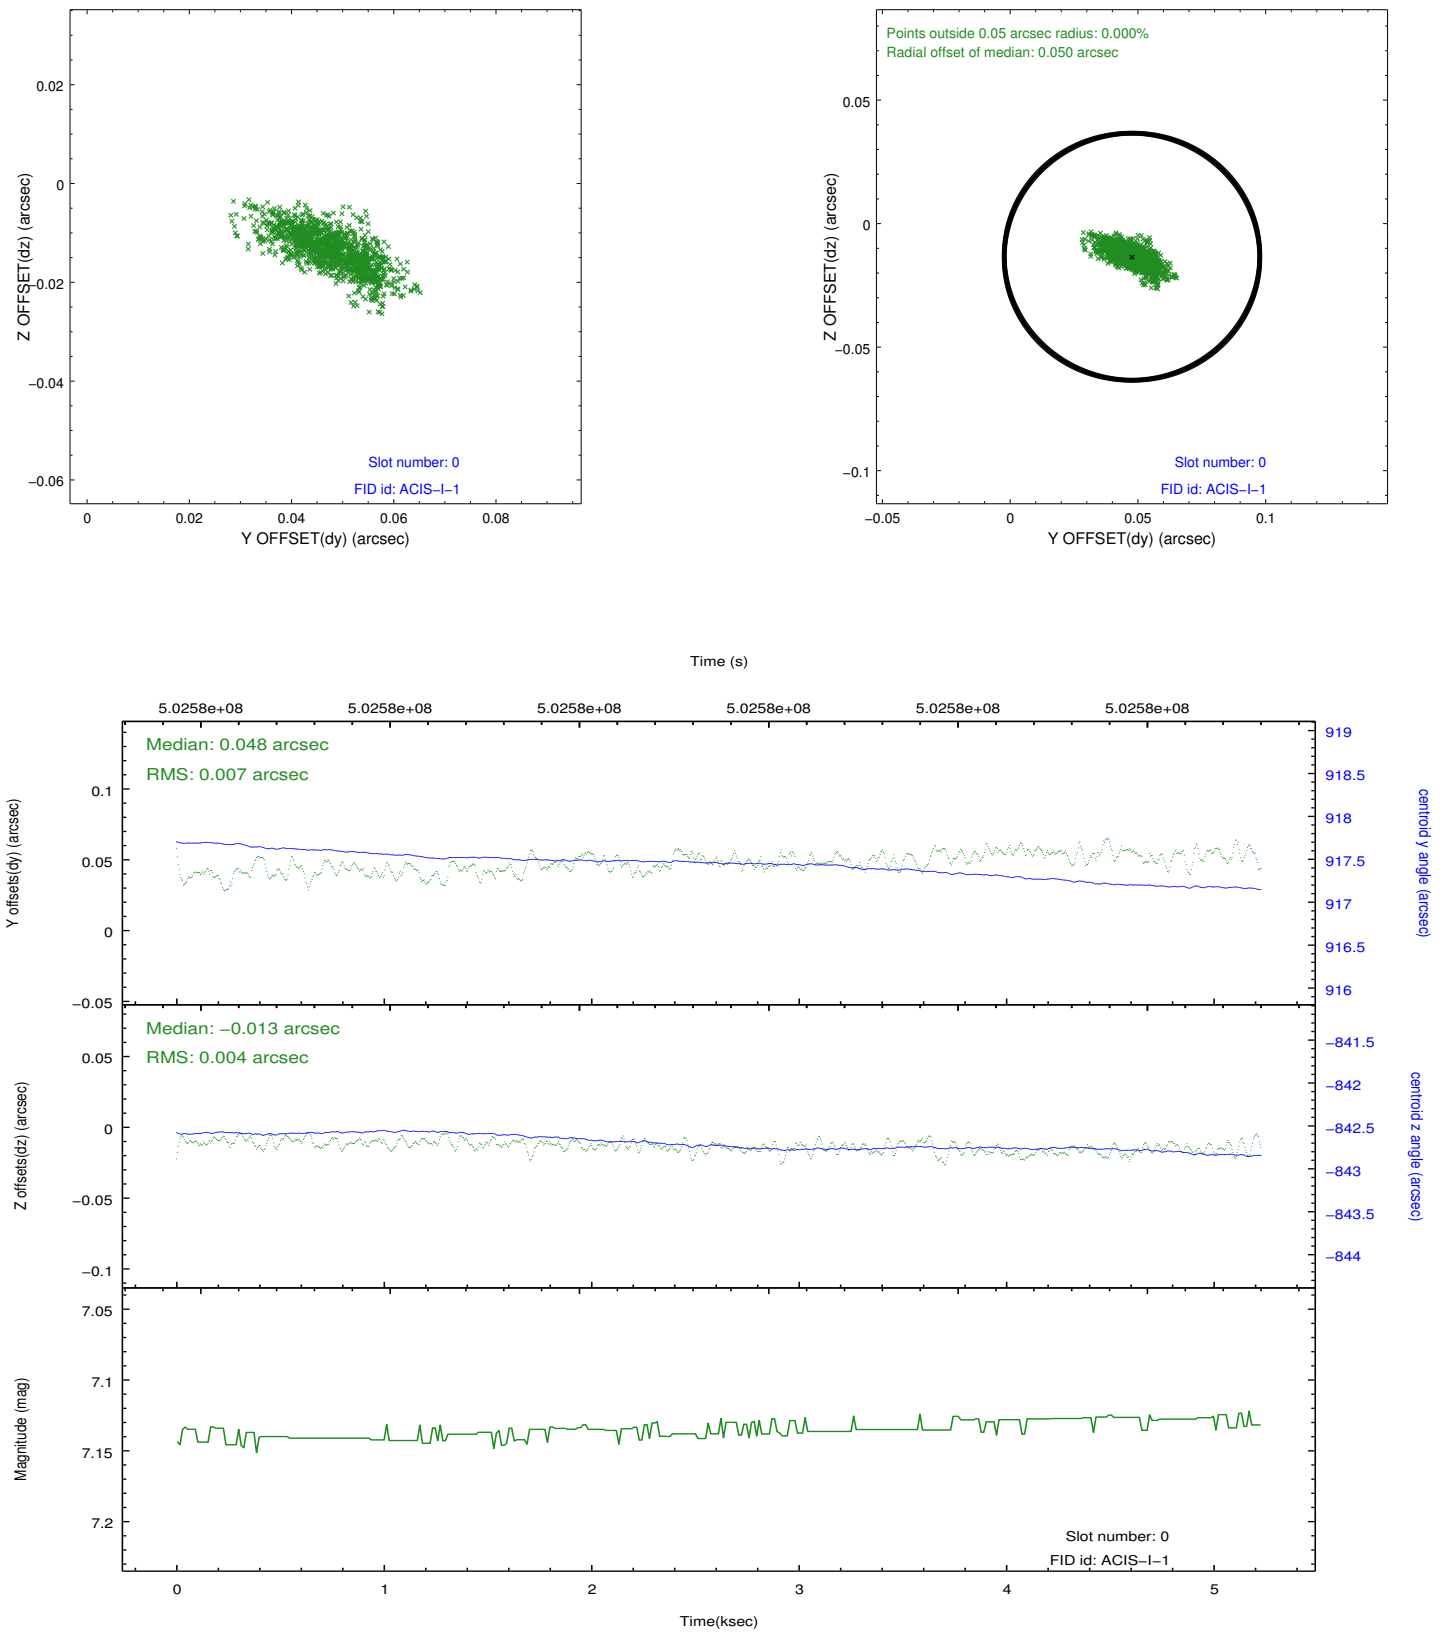 0.02
0
−0.02
−0.04
−0.06
Z OFFSET(dz) (arcsec)
Slot number: 0
FID id: ACIS−I−1
0
0.02
0.04
0.06
0.08
Y OFFSET(dy) (arcsec)
Points outside 0.05 arcsec radius: 0.000%
Radial offset of median: 0.050 arcsec
0.05
0
−0.05
−0.1
Z OFFSET(dz) (arcsec)
Slot number: 0
FID id: ACIS−I−1
−0.05
0
0.05
0.1
Y OFFSET(dy) (arcsec)
Time (s)
5.0258e+08
5.0258e+08
5.0258e+08
5.0258e+08
5.0258e+08
5.0258e+08
Median: 0.048 arcsec
RMS: 0.007 arcsec
0.1
0.05
0
−0.05
Y offsets(dy) (arcsec)
919
918.5
918
917.5
917
916.5
916
centroid y angle (arcsec)
Median: −0.013 arcsec
RMS: 0.004 arcsec
0.05
0
−0.05
−0.1
Z offsets(dz) (arcsec)
−841.5
−842
−842.5
−843
−843.5
−844
centroid z angle (arcsec)
7.05
7.1
7.15
7.2
Magnitude (mag)
Slot number: 0
FID id: ACIS−I−1
0
1
2
3
4
5
Time(ksec)